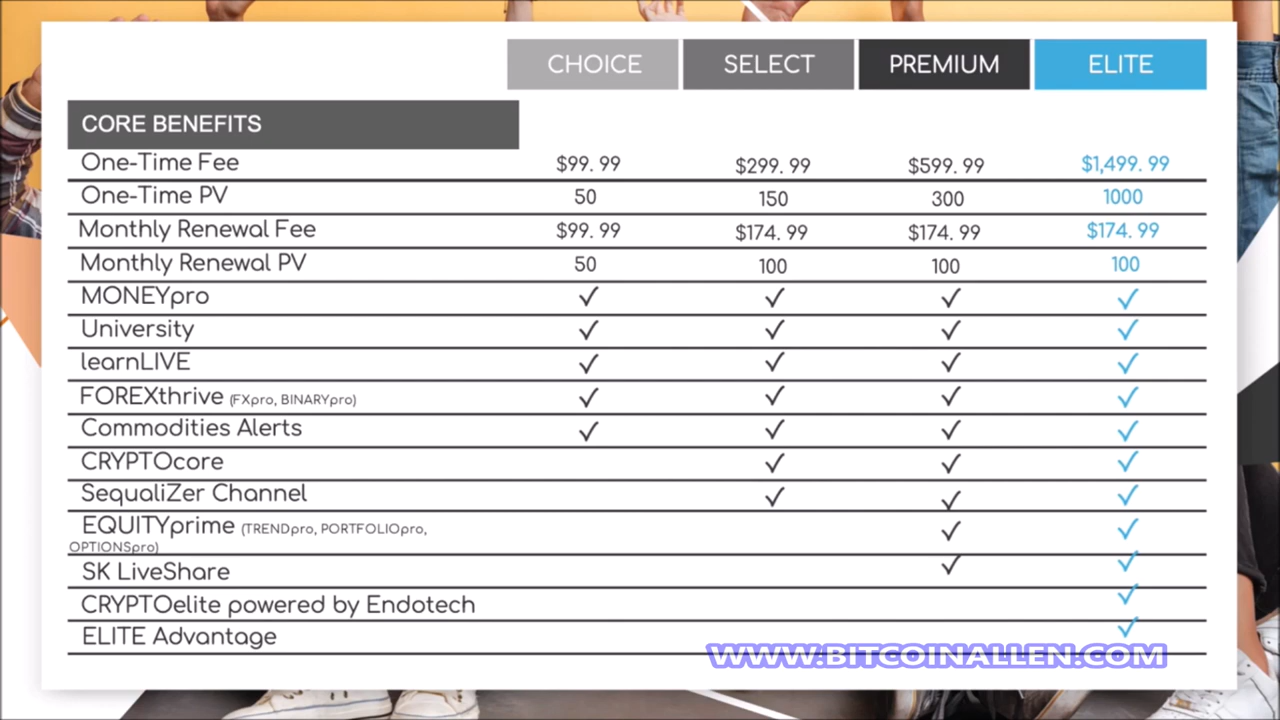 CHOICE SELECT PREMIUM ELITE
CORE BENEFITS
One-Time Fee $99. 99 $299. 99 $599. 99 $1,499. 99
One-Time PV 50 150 300 1000
Monthly Renewal Fee $99. 99 $174. 99 $174. 99 $174. 99
Monthly Renewal PV 50 100 100 100
MONEYpro ✓ ✓ ✓ ✓
University ✓ ✓ ✓ ✓
learnLIVE ✓ ✓ ✓ ✓
FOREXthrive (FXpro, BINARYpro) ✓ ✓ ✓ ✓
Commodities Alerts ✓ ✓ ✓ ✓
CRYPTOcore ✓ ✓ ✓
SequaliZer Channel ✓ ✓ ✓
EQUITYprime (TRENDpro, PORTFOLIOpro, ✓ ✓
OPTIONSpro)
SK LiveShare ✓ ✓
CRYPTOelite powered by Endotech ✓
ELITE Advantage ✓
WWW.BITCOINALLEN.COM